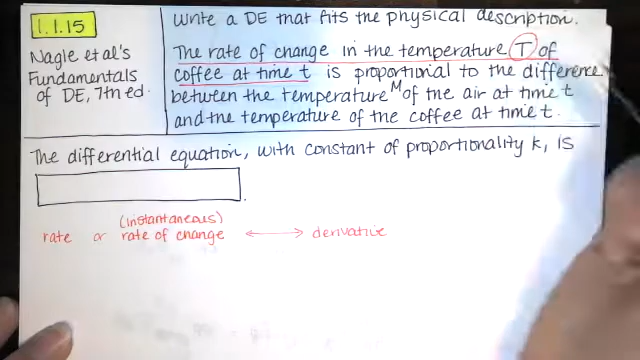 1.1.15
Nagle et al's
Fundamentals
of DE, 7th ed.
Write a DE that fits the physical description.
The rate of change in the temperature T of
coffee at time t is proportional to the difference
between the temperature M of the air at time t
and the temperature of the coffee at time t.
The differential equation, with constant of proportionality k, is
.
(instantaneous)
rate or rate of change ⟷ derivative